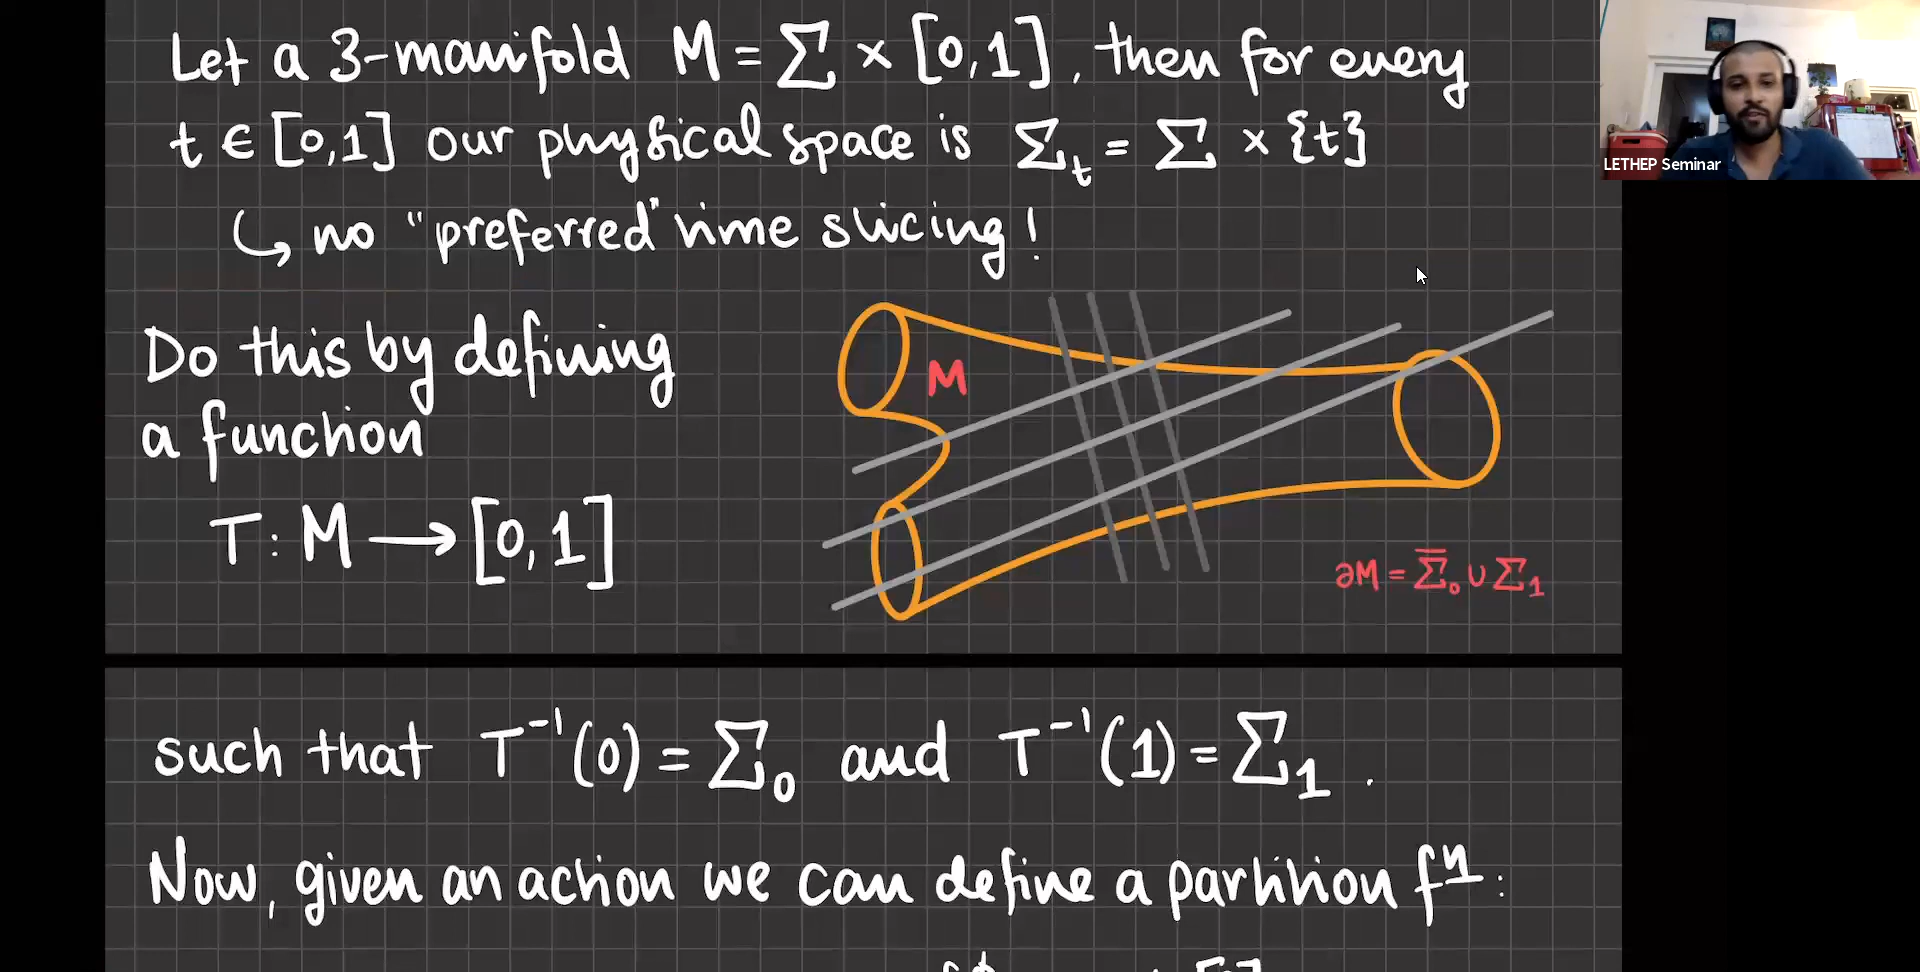 Let a 3-manifold M = Σ × [0,1], then for every
t ∈ [0,1] our physical space is Σ_t = Σ × {t}
↳ no "preferred" time slicing!
Do this by defining
a function
T : M ⟶ [0,1]
M
∂M = Σ̅₀ ∪ Σ₁
such that T⁻¹(0) = Σ₀ and T⁻¹(1) = Σ₁.
Now, given an action we can define a partition fⁿ:
LETHEP Seminar